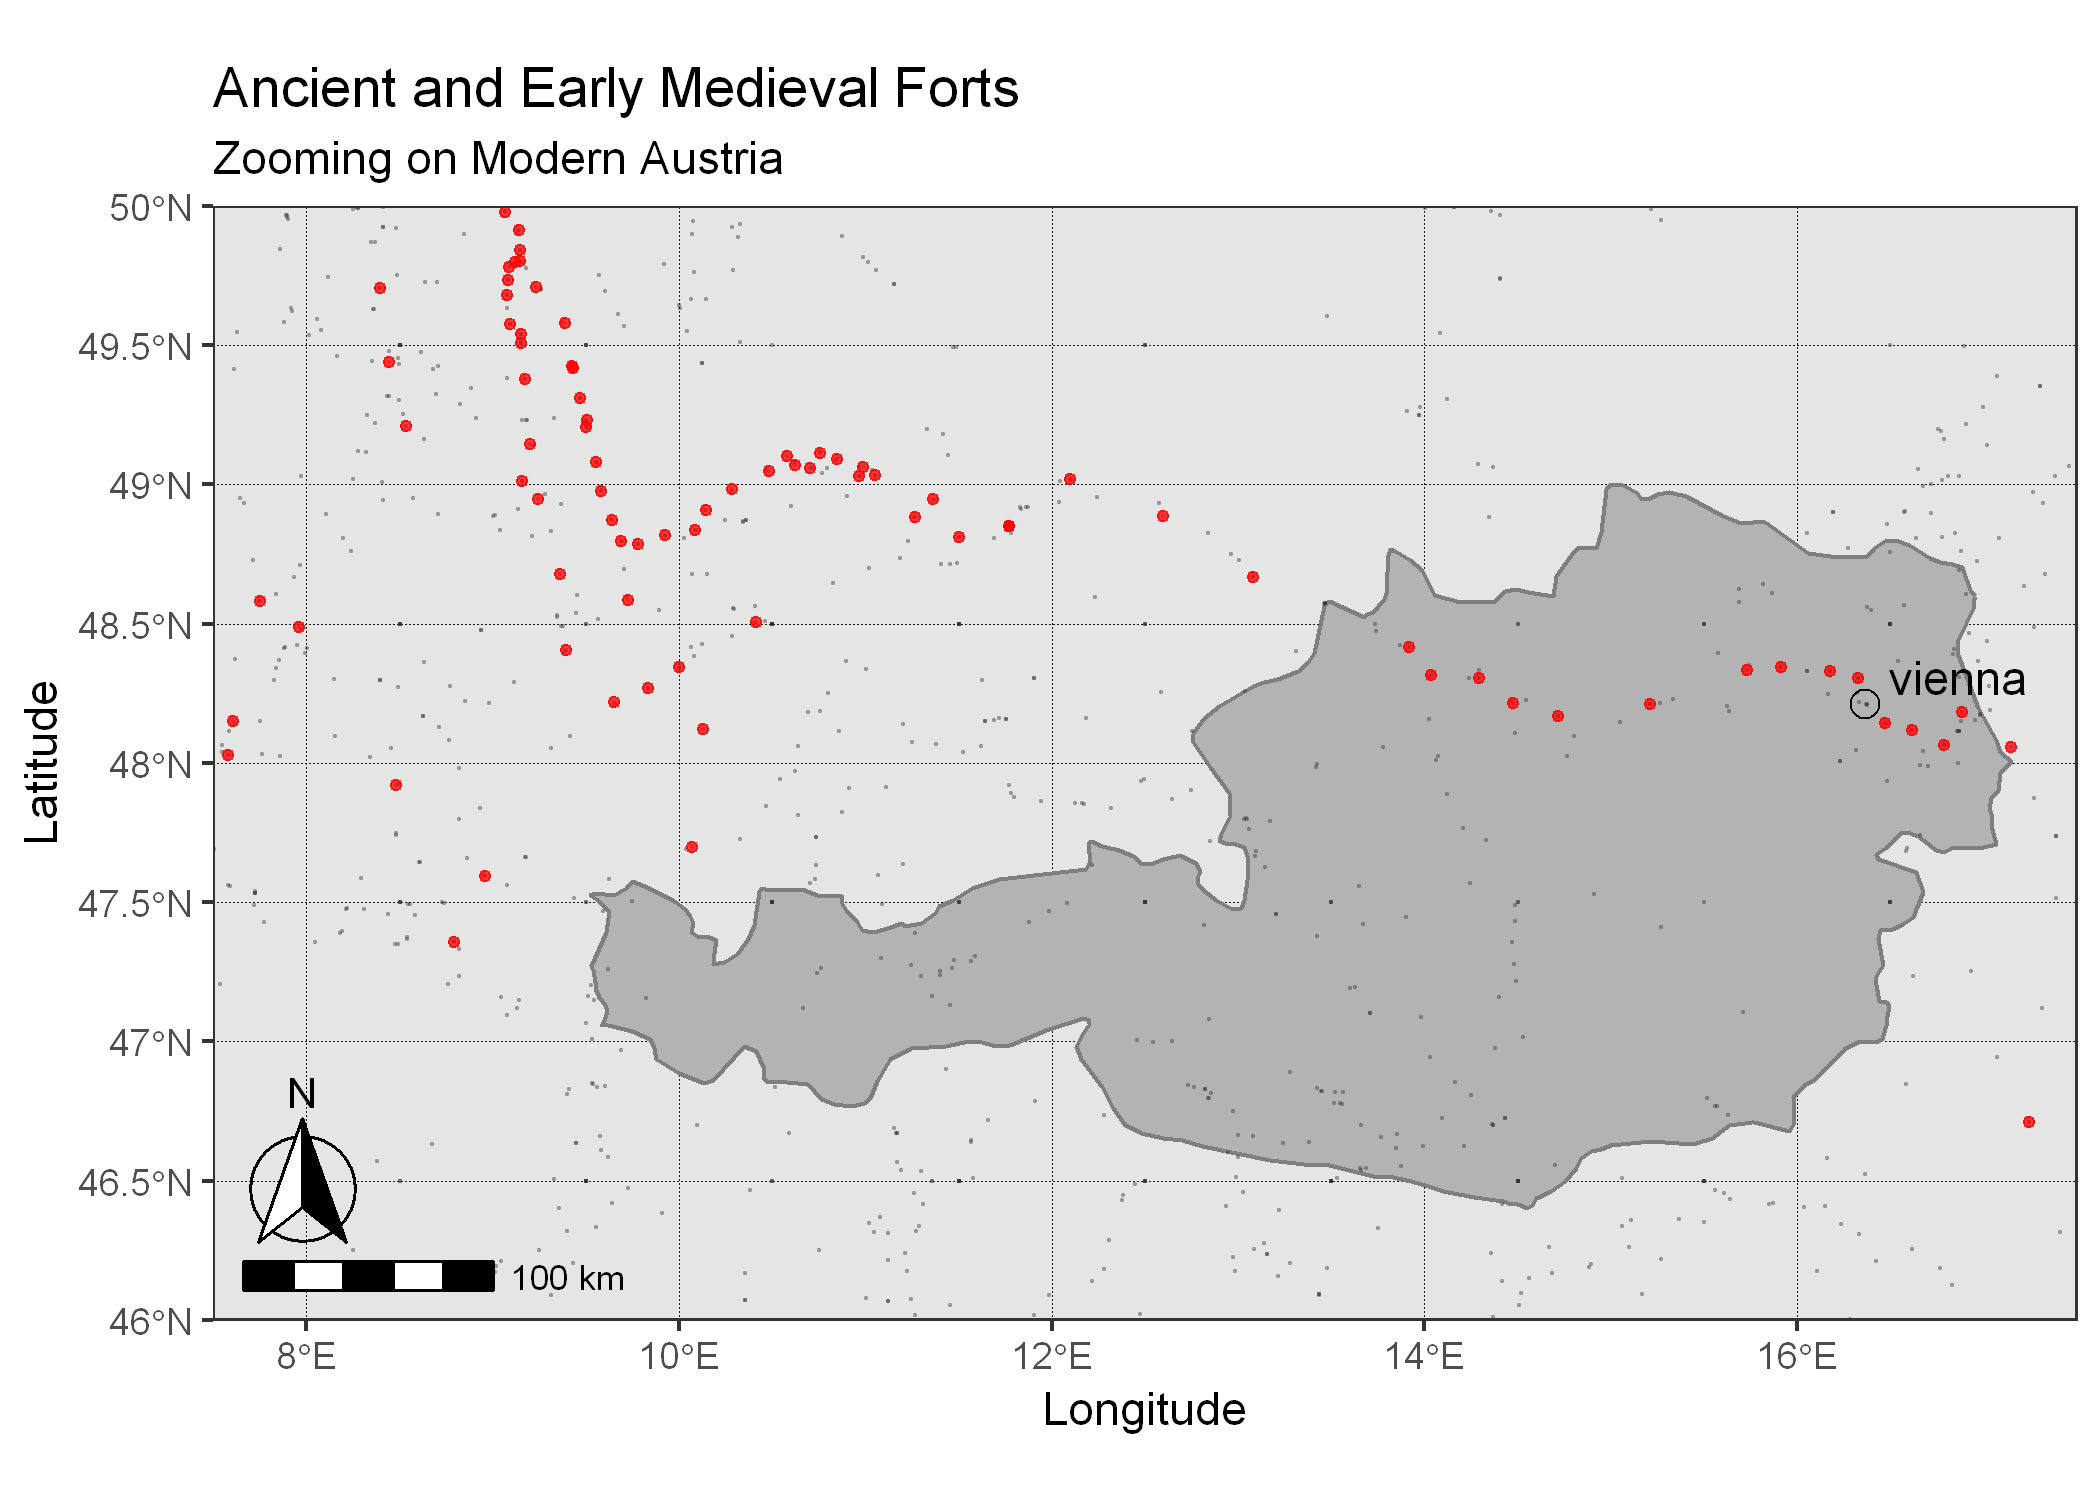 Ancient and Early Medieval Forts
Zooming on Modern Austria
50°N
49.5°N
49°N
48.5°N
48°N
47.5°N
47°N
46.5°N
46°N
Latitude
vienna
N
100 km
8°E
10°E
12°E
14°E
16°E
Longitude